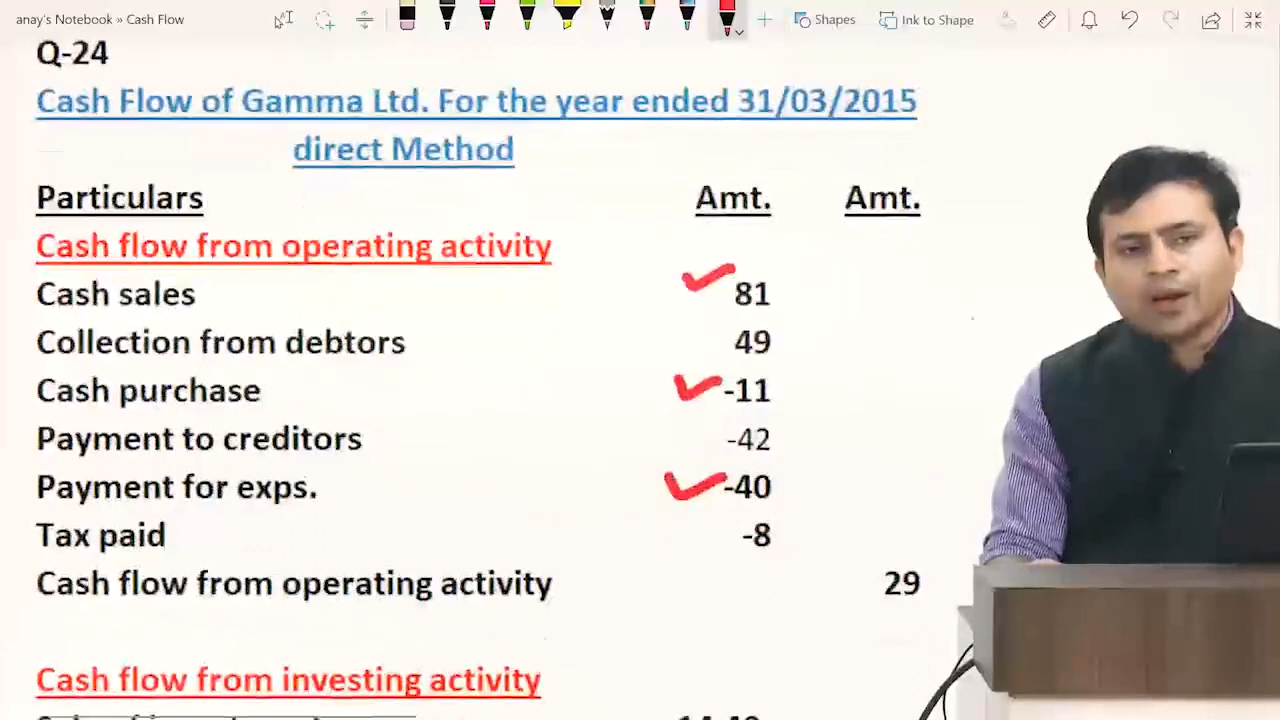 anay's Notebook » Cash Flow
Shapes
Ink to Shape
Q-24
Cash Flow of Gamma Ltd. For the year ended 31/03/2015
direct Method
Particulars Amt. Amt.
Cash flow from operating activity
Cash sales 81
Collection from debtors 49
Cash purchase -11
Payment to creditors -42
Payment for exps. -40
Tax paid -8
Cash flow from operating activity 29
Cash flow from investing activity